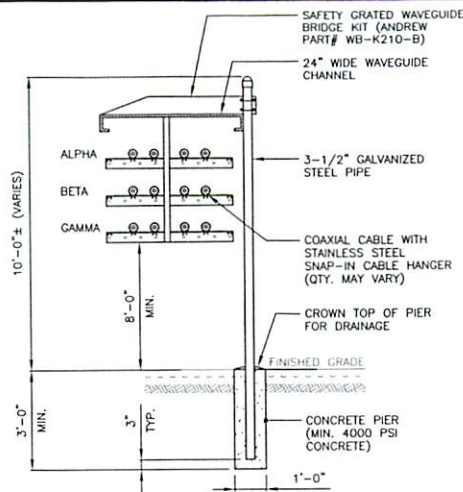 SAFETY GRATED WAVEGUIDE
BRIDGE KIT (ANDREW
PART# WB-K210-B)
24" WIDE WAVEGUIDE
CHANNEL
ALPHA
BETA
GAMMA
3-1/2" GALVANIZED
STEEL PIPE
10'-0"± (VARIES)
COAXIAL CABLE WITH
STAINLESS STEEL
SNAP-IN CABLE HANGER
(QTY. MAY VARY)
8'-0"
MIN.
CROWN TOP OF PIER
FOR DRAINAGE
FINISHED GRADE
3'-0"
MIN.
3"
TYP.
CONCRETE PIER
(MIN. 4000 PSI
CONCRETE)
1'-0"